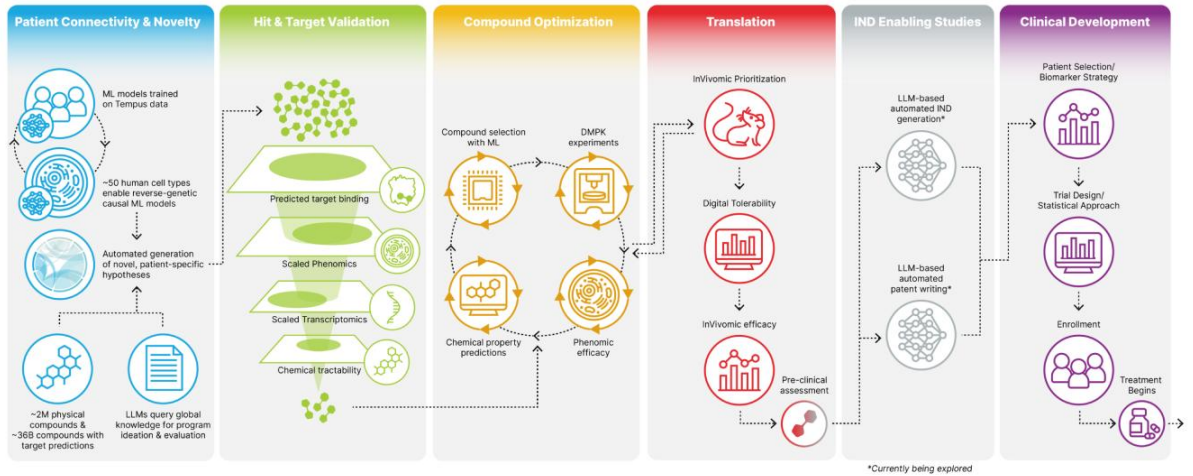 Patient Connectivity & Novelty
ML models trained
on Tempus data
~50 human cell types
enable reverse-genetic
causal ML models
Automated generation
of novel, patient-specific
hypotheses
~2M physical
compounds &
~36B compounds with
target predictions
LLMs query global
knowledge for program
ideation & evaluation
Hit & Target Validation
Predicted target binding
Scaled Phenomics
Scaled Transcriptomics
Chemical tractability
Compound Optimization
Compound selection
with ML
DMPK
experiments
Chemical property
predictions
Phenomic
efficacy
Translation
InVivomic Prioritization
Digital Tolerability
InVivomic efficacy
Pre-clinical
assessment
IND Enabling Studies
LLM-based
automated IND
generation*
LLM-based
automated
patent writing*
Clinical Development
Patient Selection/
Biomarker Strategy
Trial Design/
Statistical Approach
Enrollment
Treatment
Begins
*Currently being explored